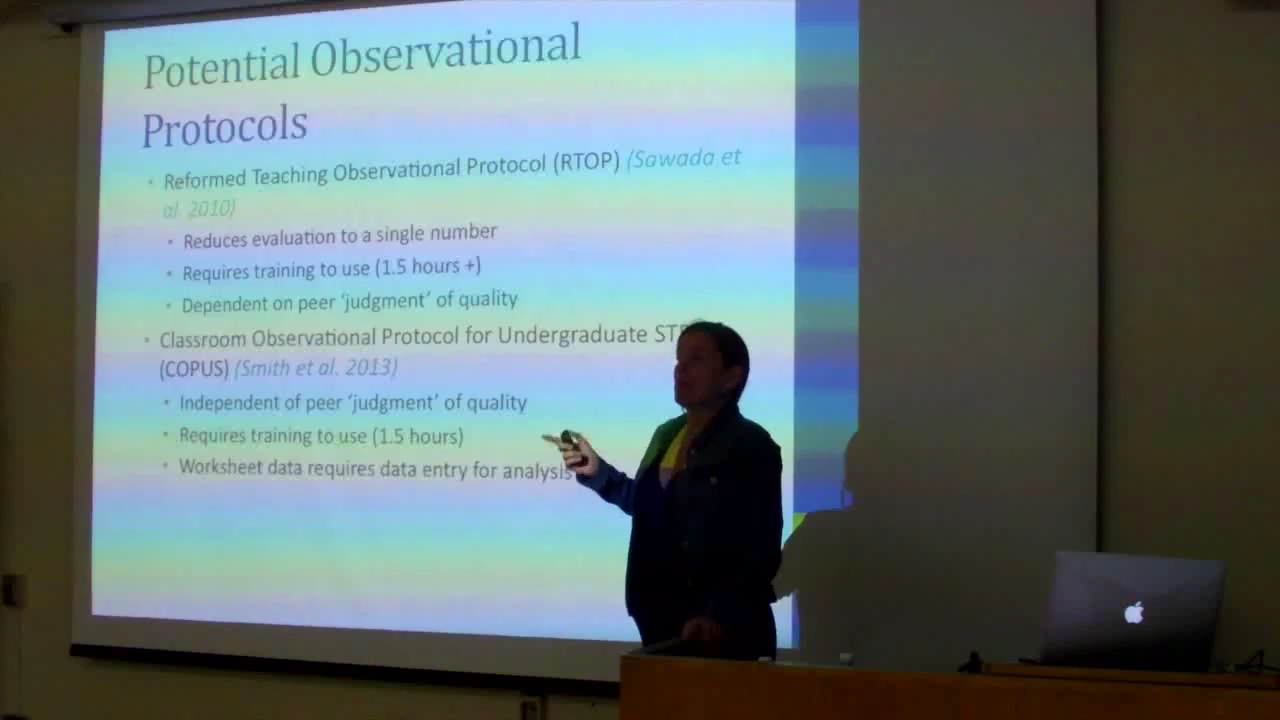 Potential Observational
Protocols
• Reformed Teaching Observational Protocol (RTOP) (Sawada et
al. 2010)
• Reduces evaluation to a single number
• Requires training to use (1.5 hours +)
• Dependent on peer ‘judgment’ of quality
• Classroom Observational Protocol for Undergraduate
(COPUS) (Smith et al. 2013)
• Independent of peer ‘judgment’ of quality
• Requires training to use (1.5 hours)
• Worksheet data requires data entry for analysis